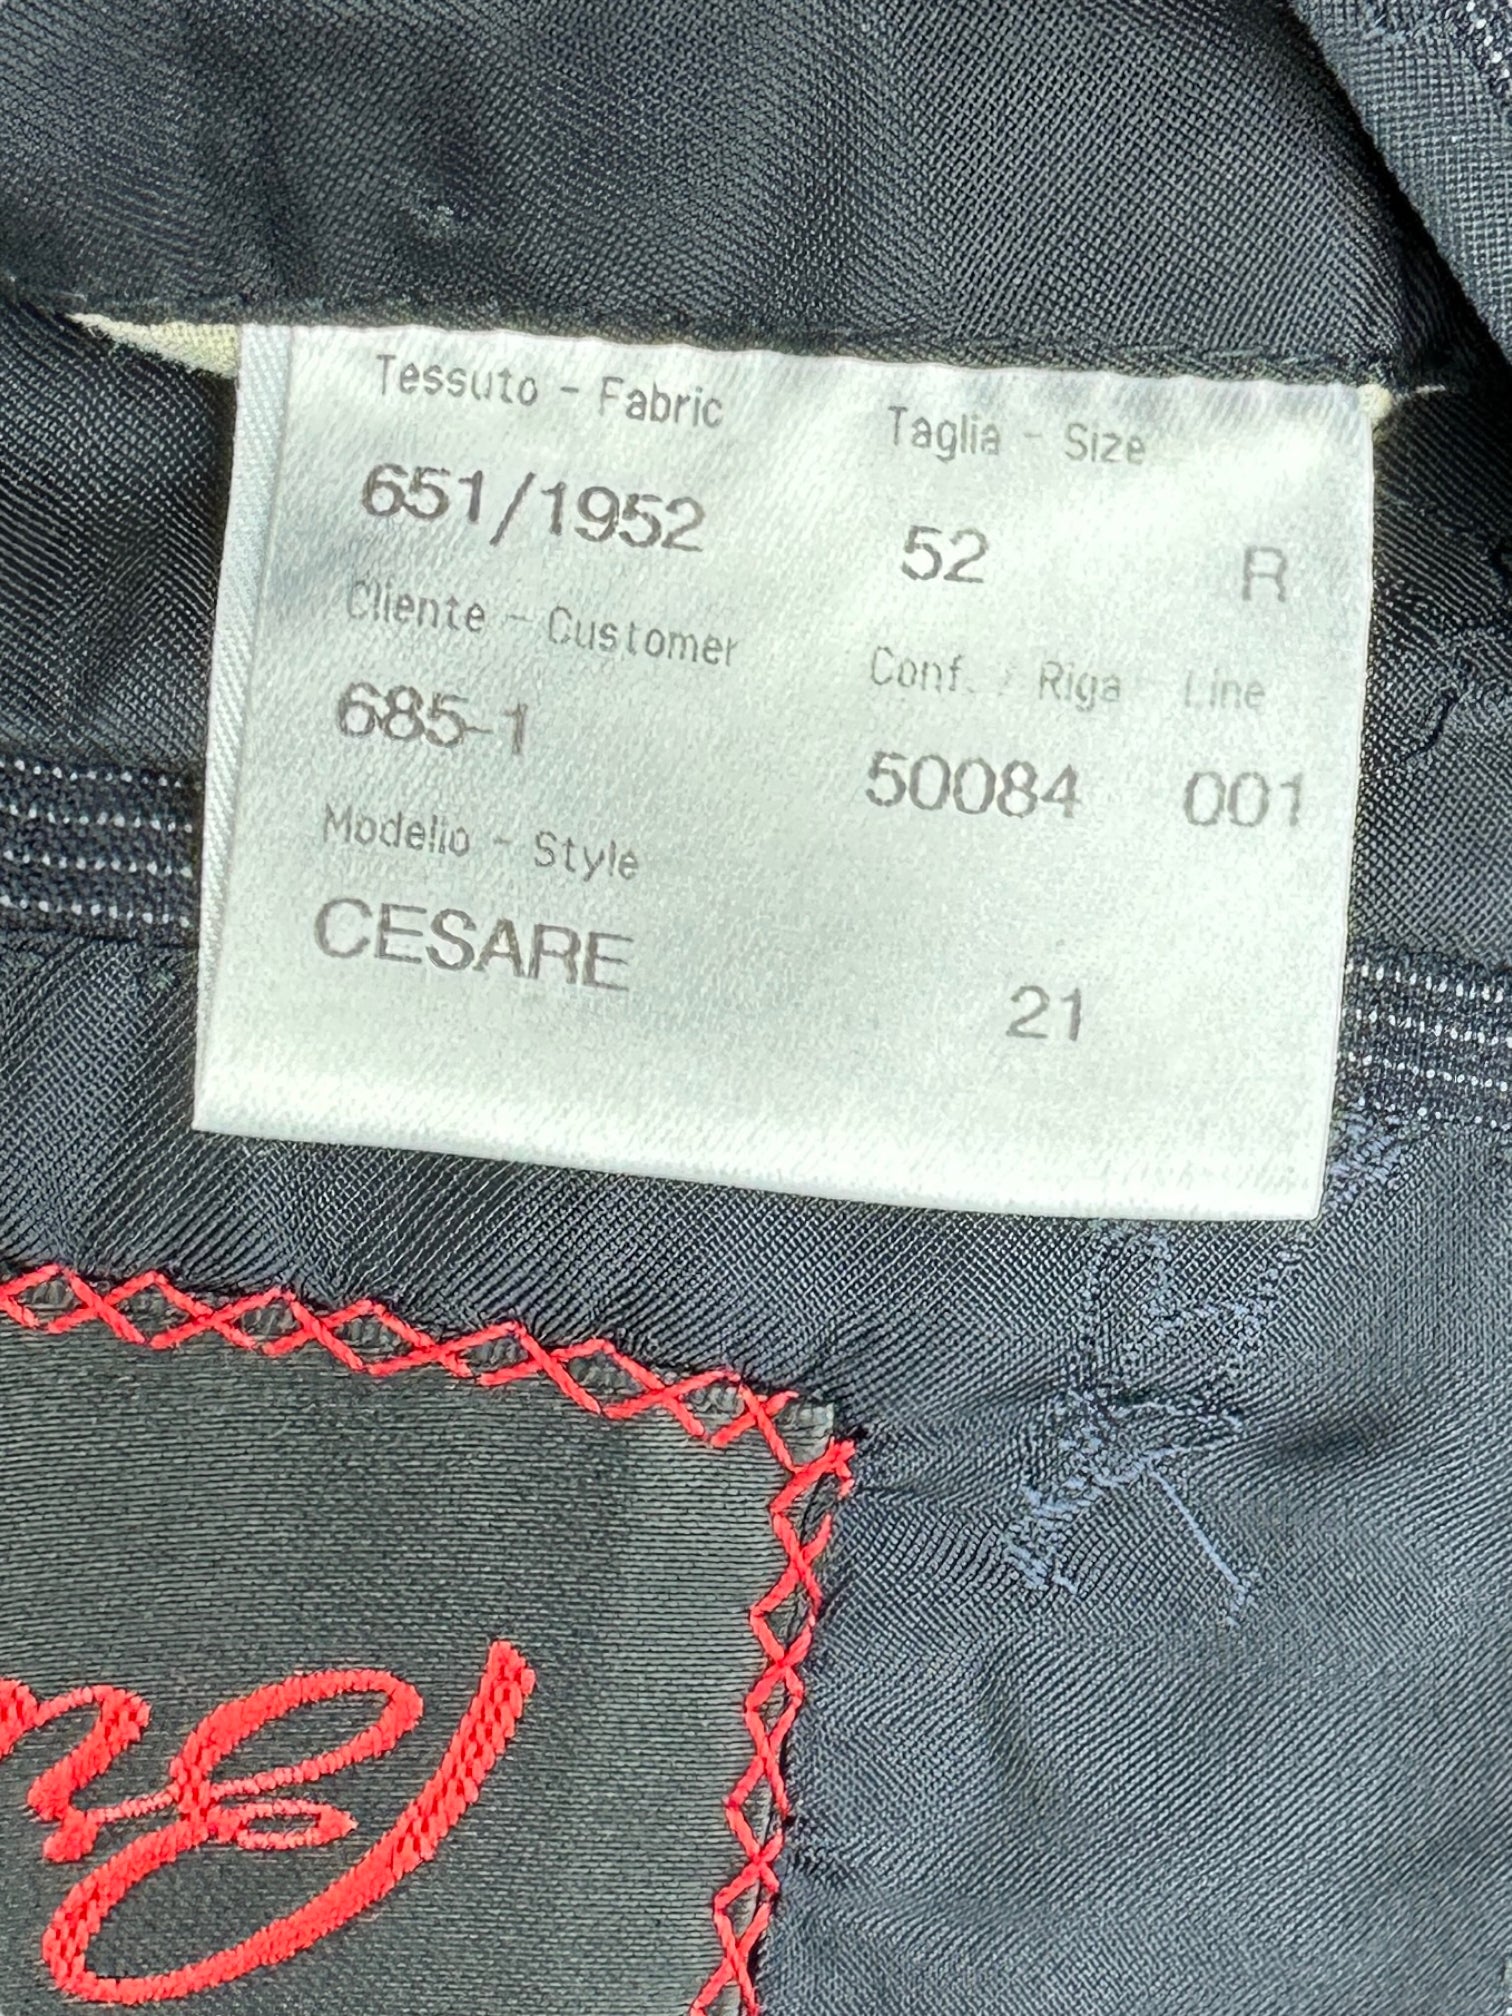 Tessuto - Fabric Taglia - Size
651/1952 52 R
Cliente - Customer Conf. Riga - Line
685-1 50084 001
Modello - Style
CESARE 21